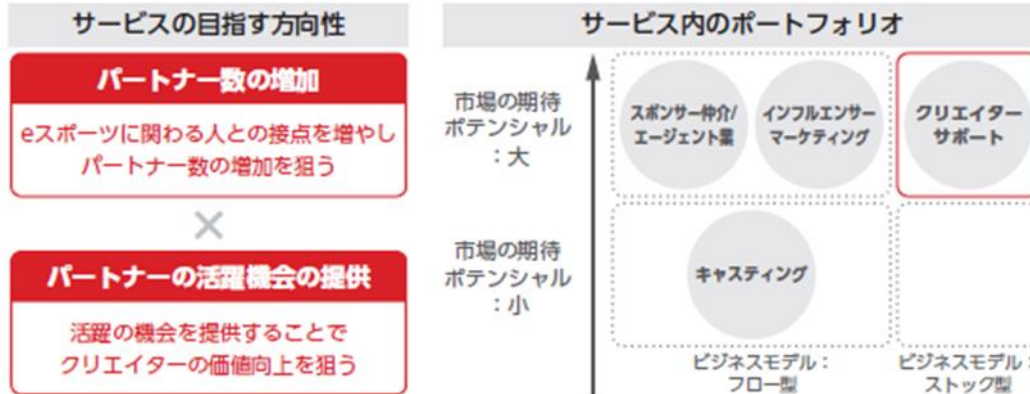 サービスの目指す方向性
パートナー数の増加
eスポーツに関わる人との接点を増やし
パートナー数の増加を狙う
×
パートナーの活躍機会の提供
活躍の機会を提供することで
クリエイターの価値向上を狙う
サービス内のポートフォリオ
市場の期待
ポテンシャル
：大
スポンサー仲介/
エージェント業
インフルエンサー
マーケティング
クリエイター
サポート
市場の期待
ポテンシャル
：小
キャスティング
ビジネスモデル：
フロー型
ビジネスモデル：
ストック型